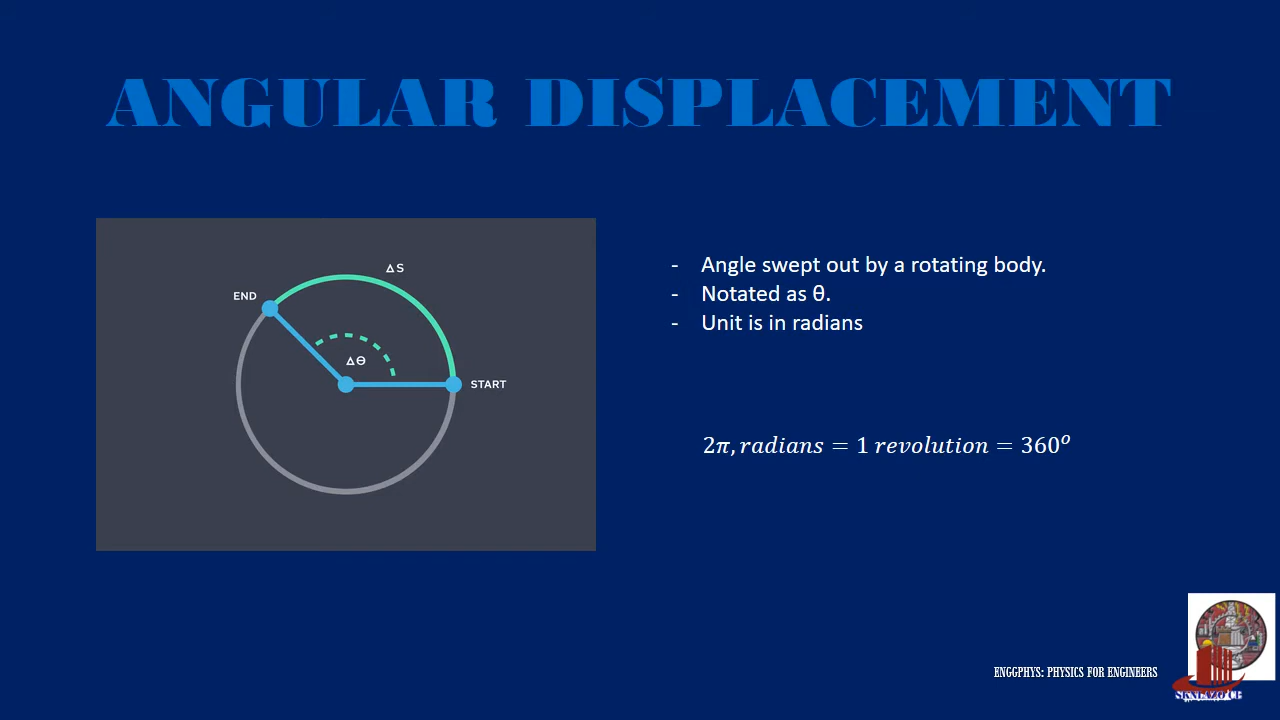 ANGULAR DISPLACEMENT
ΔS
END
ΔΘ
START
- Angle swept out by a rotating body.
- Notated as θ.
- Unit is in radians
2π, radians = 1 revolution = 360°
ENGGPHYS: PHYSICS FOR ENGINEERS